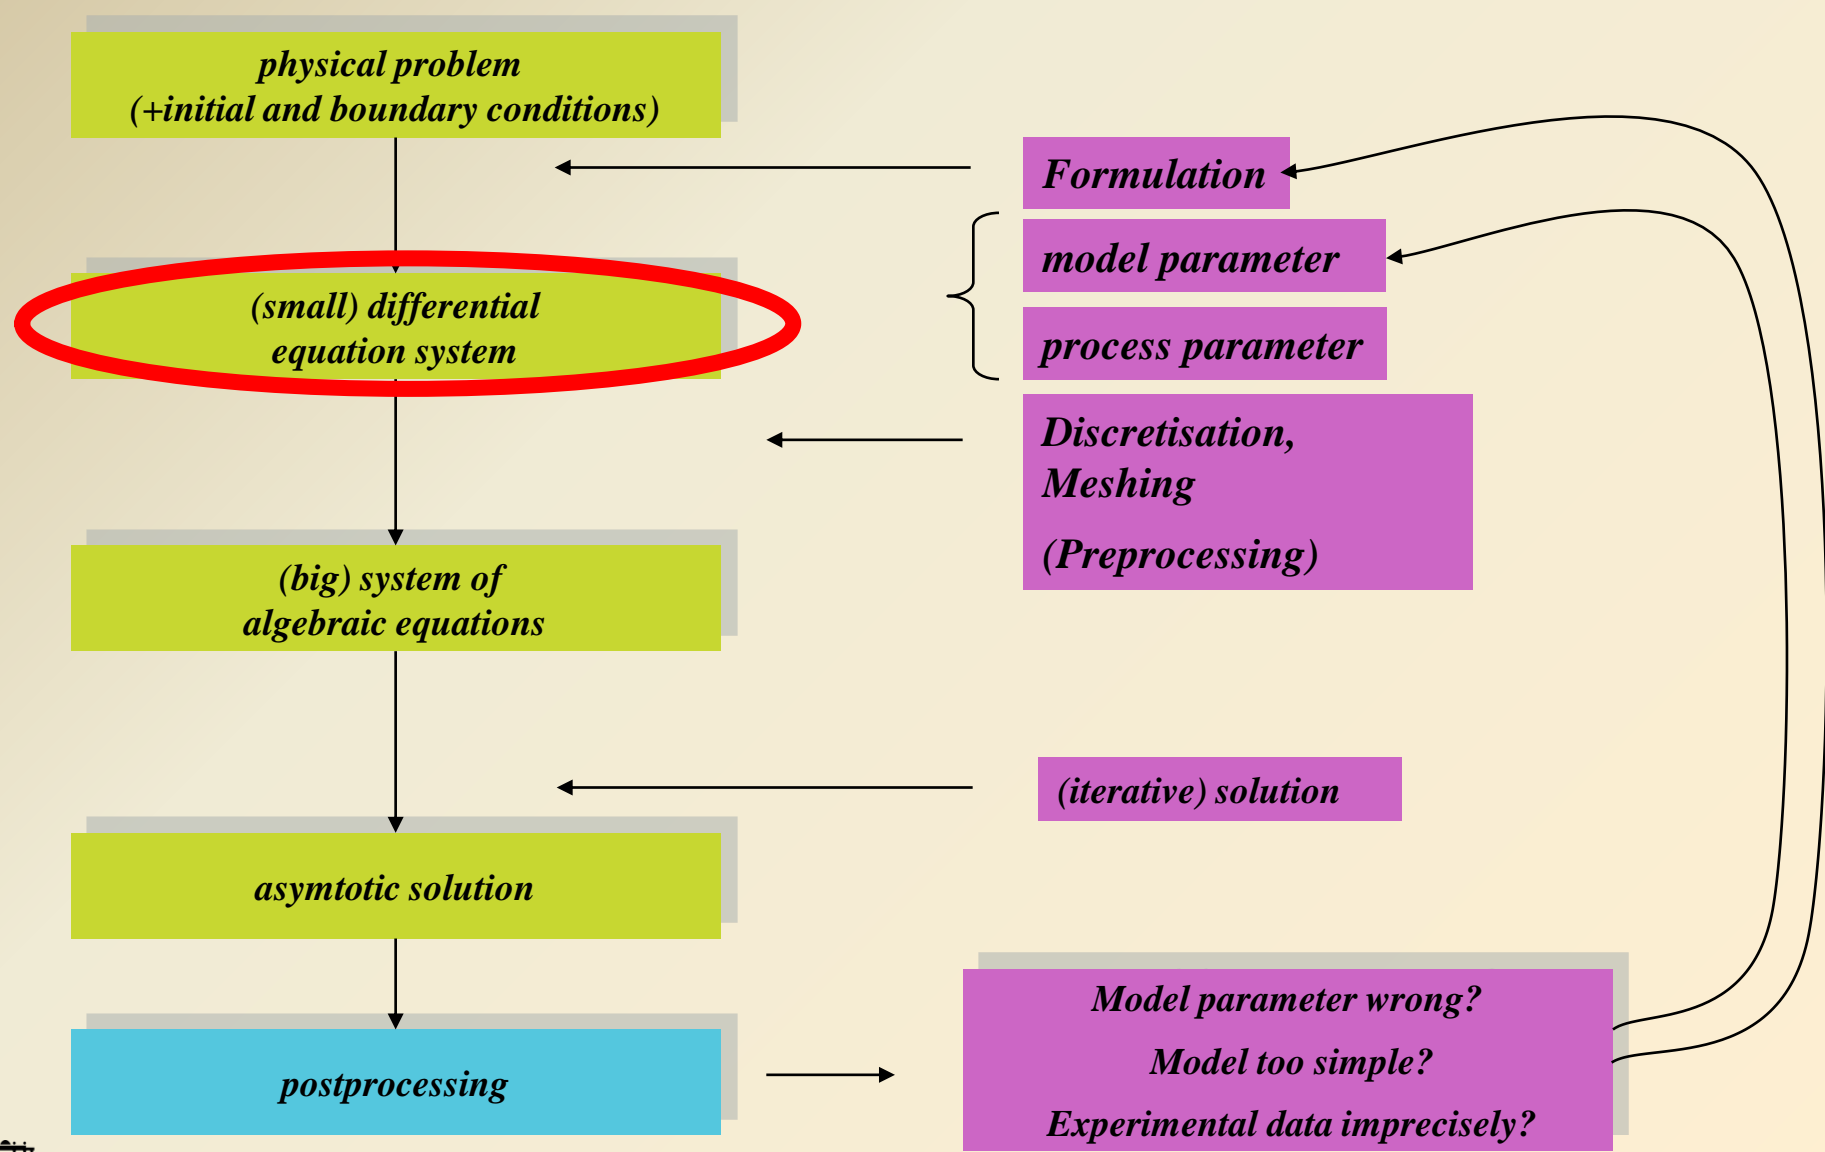 physical problem
(+initial and boundary conditions)
Formulation
model parameter
process parameter
(small) differential
equation system
Discretisation,
Meshing
(Preprocessing)
(big) system of
algebraic equations
(iterative) solution
asymtotic solution
postprocessing
Model parameter wrong?
Model too simple?
Experimental data imprecisely?